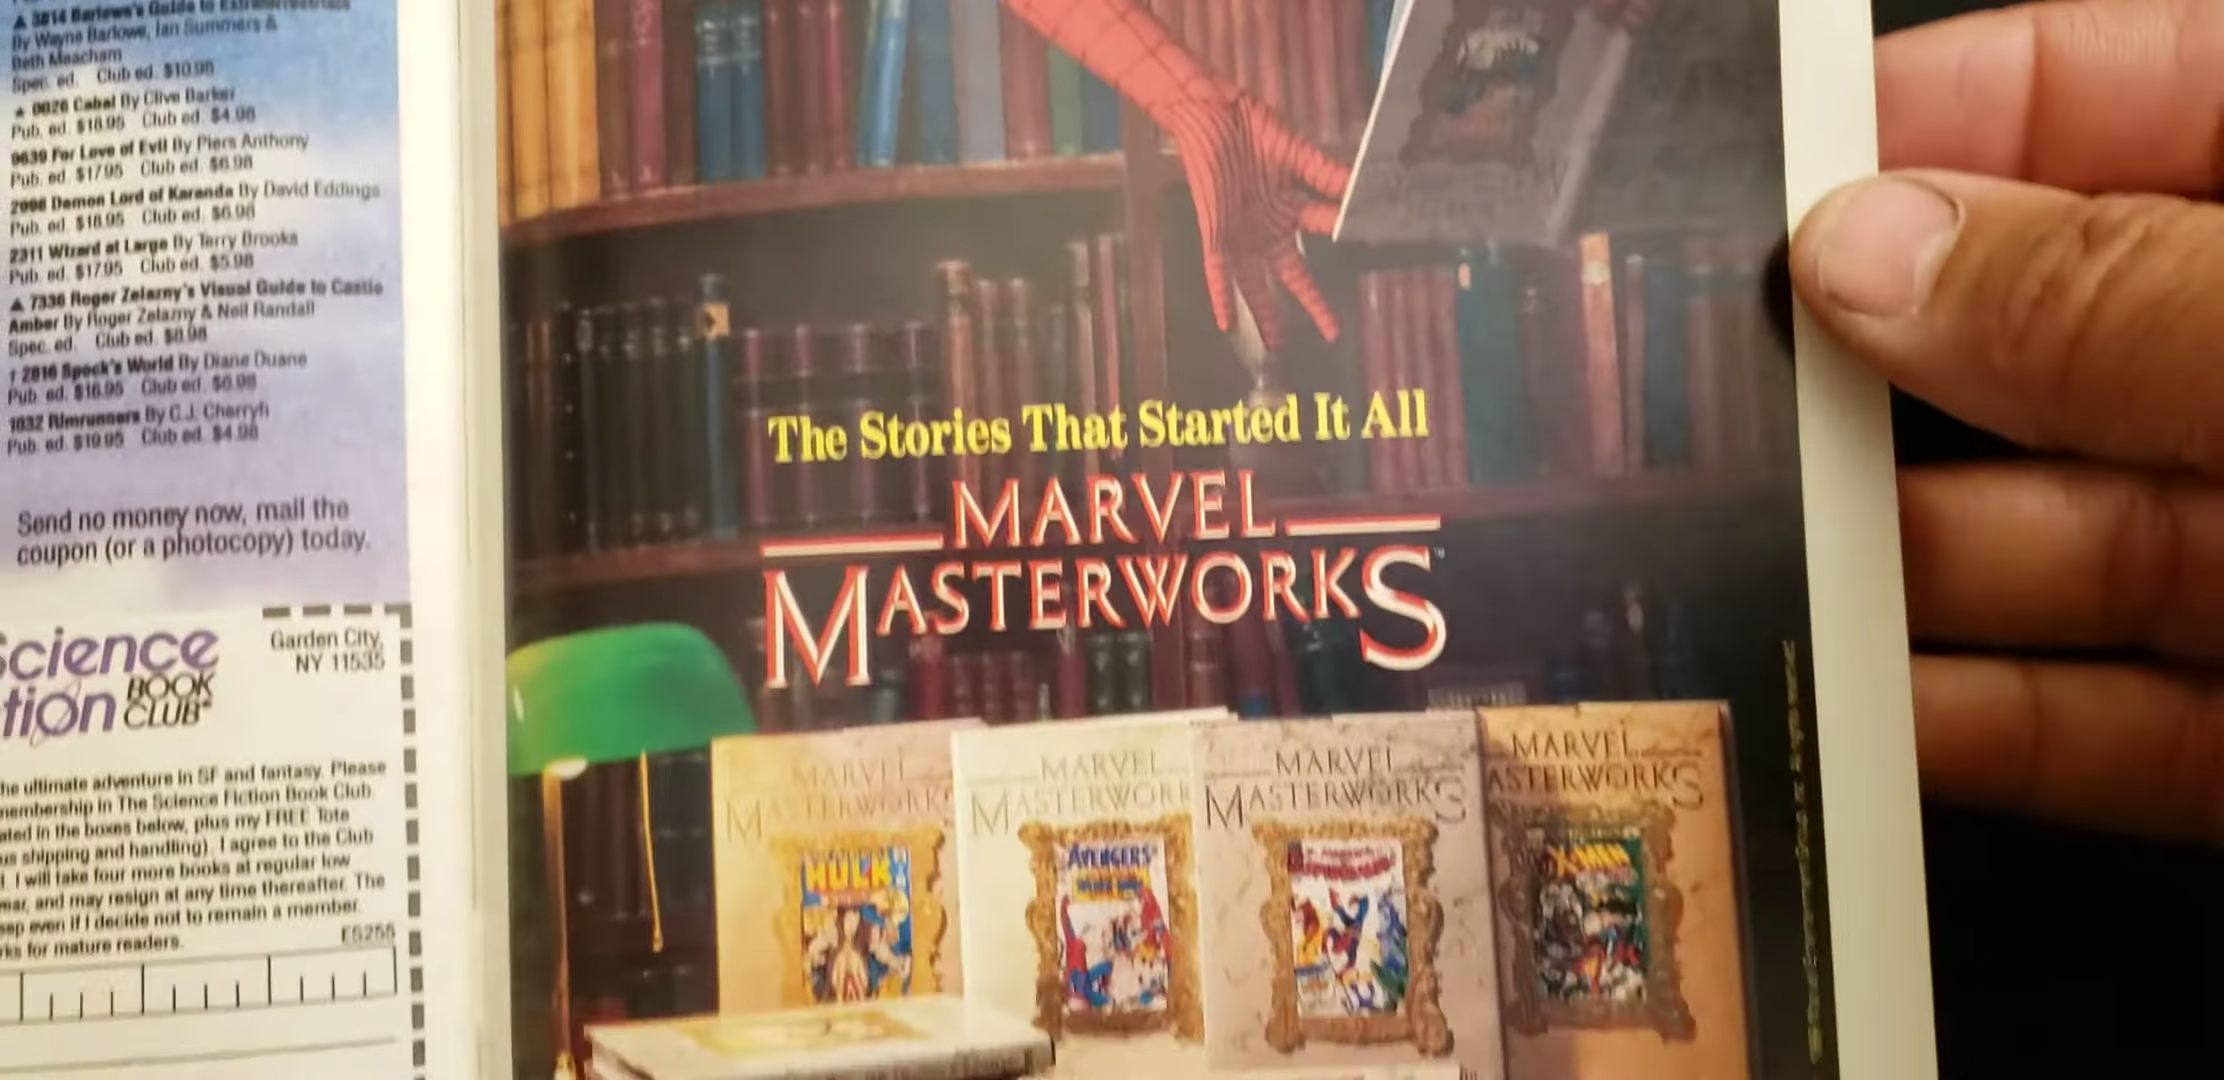 ▲ 3814 Barlowe's Guide to Extraterrestrials
By Wayne Barlowe, Ian Summers &
Beth Meacham
Spec. ed. Club ed. $10.98
★ 0026 Cabal By Clive Barker
Pub. ed. $18.95 Club ed. $4.98
9639 For Love of Evil By Piers Anthony
Pub. ed. $17.95 Club ed. $6.98
2998 Demon Lord of Karanda By David Eddings
Pub. ed. $18.95 Club ed. $6.98
2311 Wizard at Large By Terry Brooks
Pub. ed. $17.95 Club ed. $5.98
▲ 7336 Roger Zelazny's Visual Guide to Castle
Amber By Roger Zelazny & Neil Randall
Spec. ed. Club ed. $8.98
† 2816 Spock's World By Diane Duane
Pub. ed. $16.95 Club ed. $6.98
1032 Rimrunners By C.J. Cherryh
Pub. ed. $19.95 Club ed. $4.98
Send no money now, mail the
coupon (or a photocopy) today.
Science
tion BOOK
CLUB®
Garden City,
NY 11535
he ultimate adventure in SF and fantasy. Please
membership in The Science Fiction Book Club
ated in the boxes below, plus my FREE Tote
us shipping and handling). I agree to the Club
I will take four more books at regular low
ear, and may resign at any time thereafter. The
eep even if I decide not to remain a member.
rks for mature readers.
ES255
The Stories That Started It All
MARVEL
MASTERWORKS™
MARVEL
MASTERWORKS
HULK
MARVEL
MASTERWORK
AVENGERS
MARVEL
MASTERWORKS
MARVEL
ASTERWORKS
X-MEN